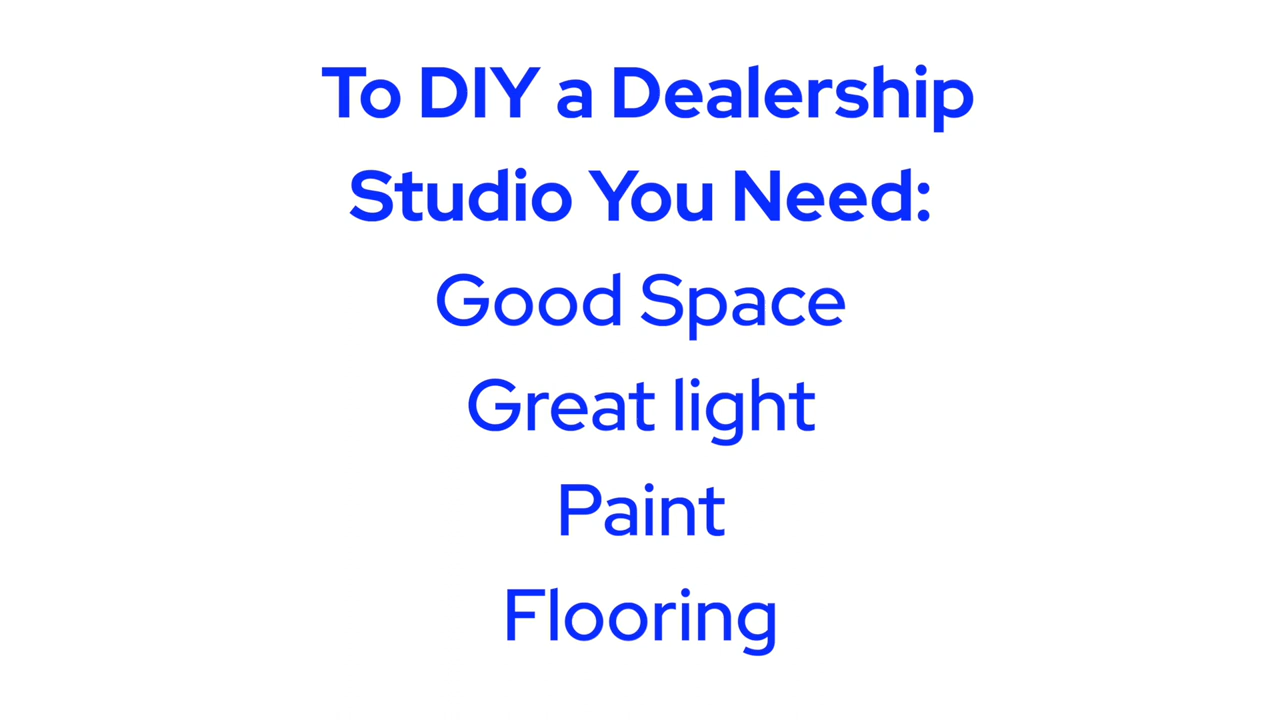 To DIY a Dealership
Studio You Need:
Good Space
Great light
Paint
Flooring